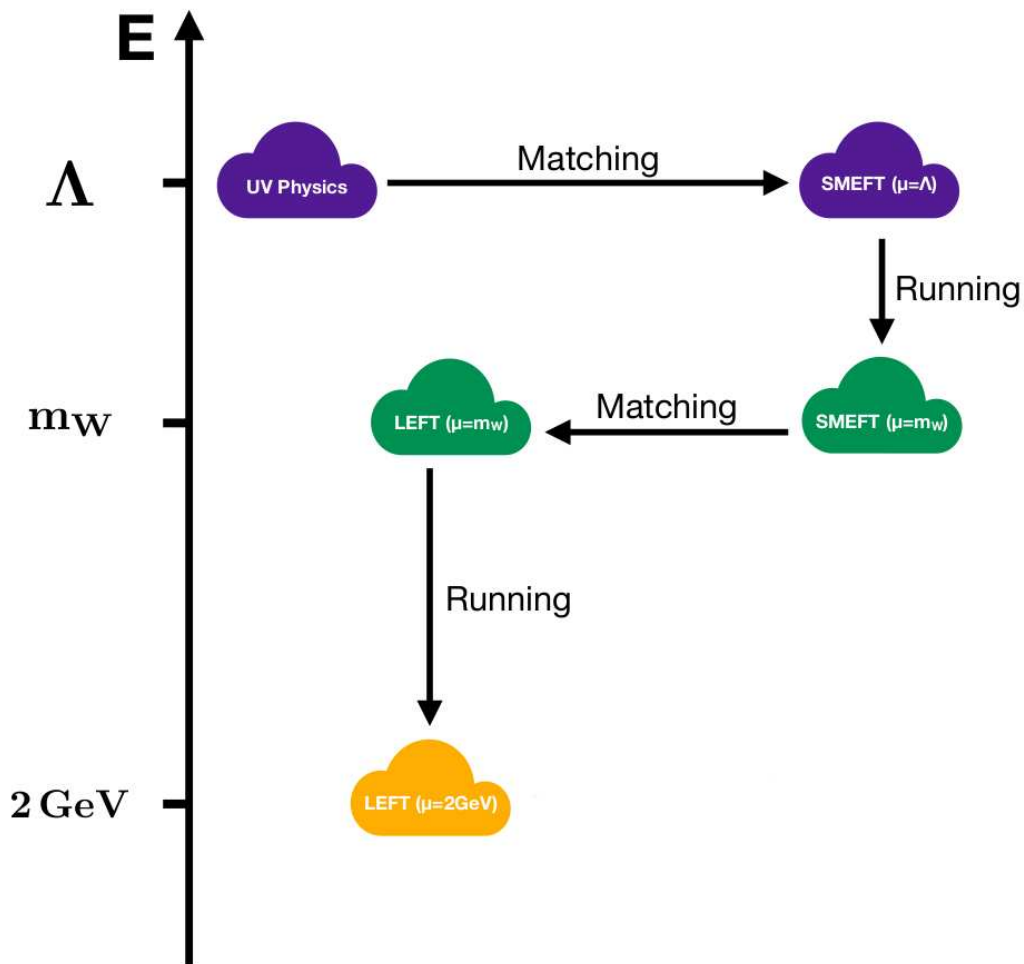 E
Λ
UV Physics
Matching
SMEFT (μ=Λ)
Running
mW
LEFT (μ=mW)
Matching
SMEFT (μ=mW)
Running
2 GeV
LEFT (μ=2GeV)